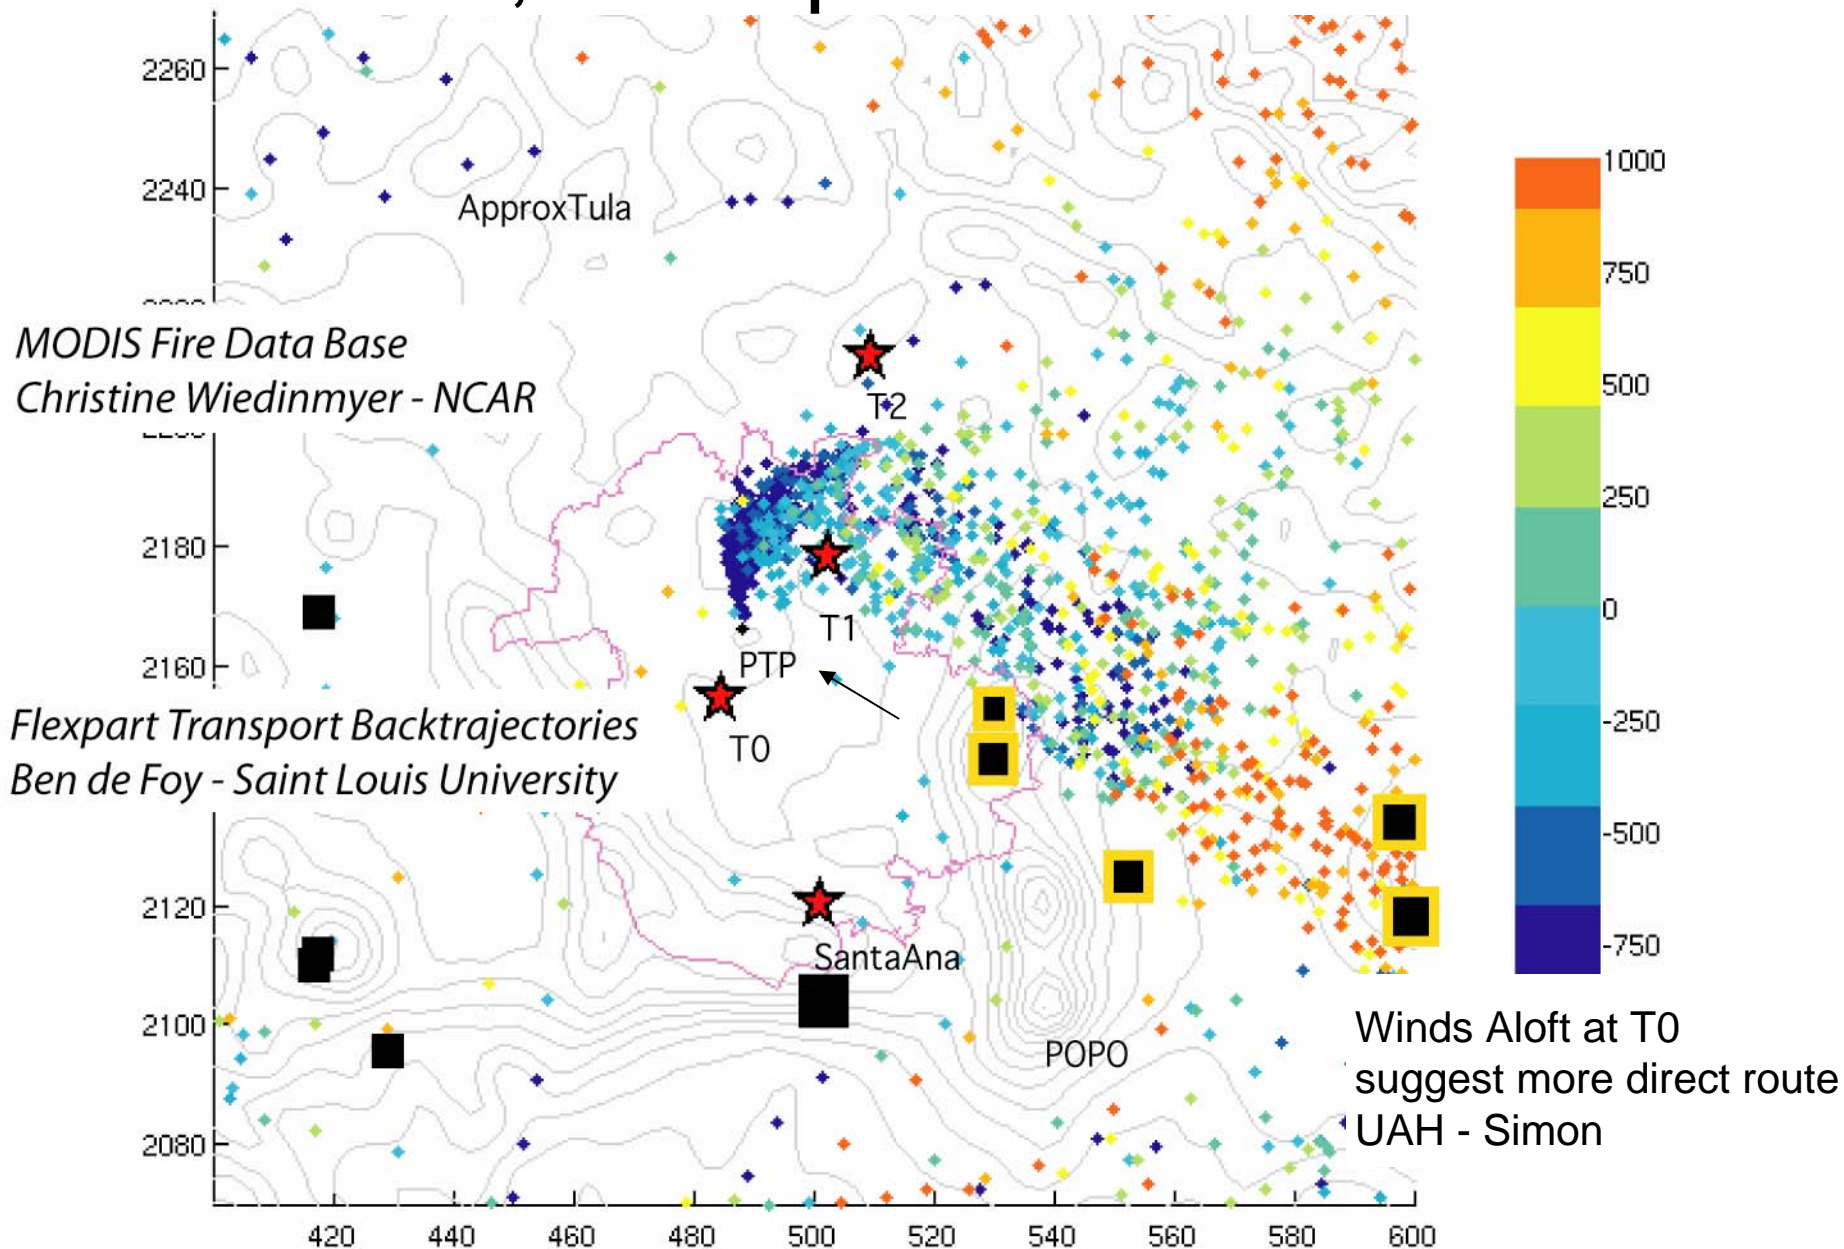 2260
2240
ApproxTula
MODIS Fire Data Base
Christine Wiedinmyer - NCAR
T2
2180
T1
2160
PTP
T0
Flexpart Transport Backtrajectories
Ben de Foy - Saint Louis University
2120
SantaAna
2100
POPO
2080
420 440 460 480 500 520 540 560 580 600
1000
750
500
250
0
-250
-500
-750
Winds Aloft at T0
suggest more direct route
UAH - Simon